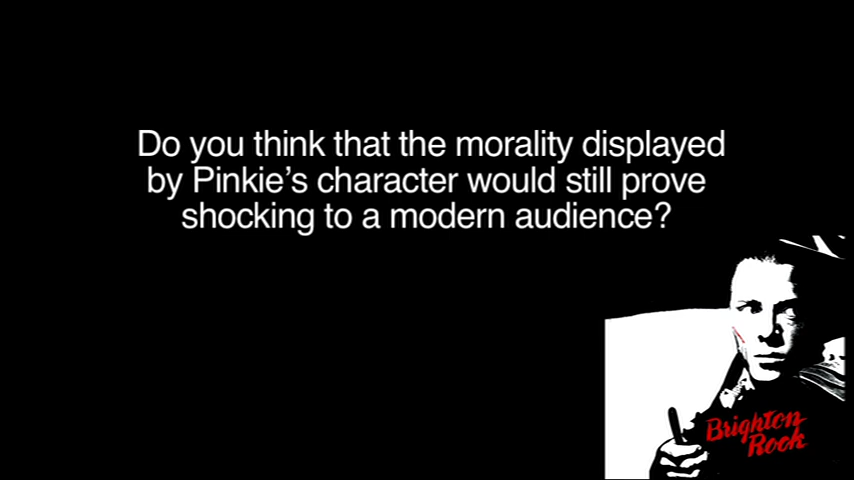 Do you think that the morality displayed
by Pinkie's character would still prove
shocking to a modern audience?
Brighton
Rock